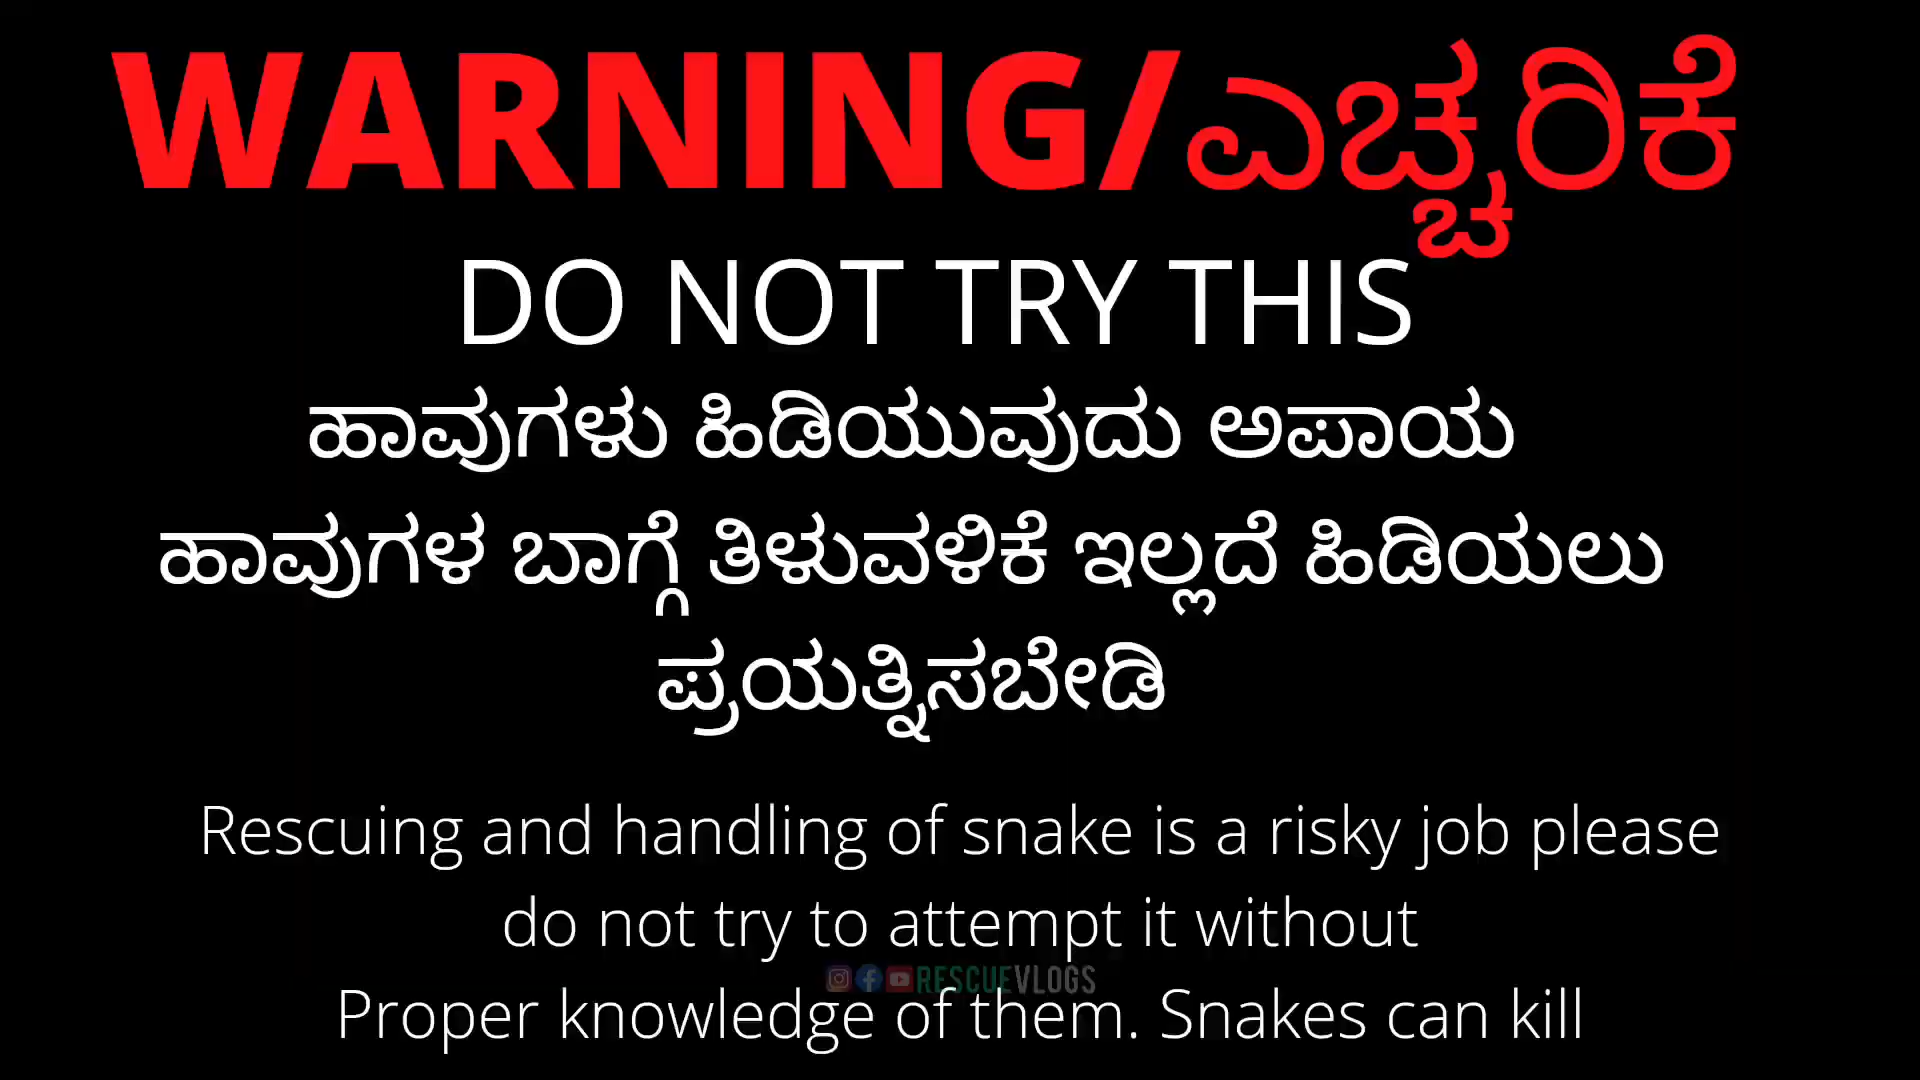 WARNING/ಎಚ್ಚರಿಕೆ
DO NOT TRY THIS
ಹಾವುಗಳು ಹಿಡಿಯುವುದು ಅಪಾಯ
ಹಾವುಗಳ ಬಾಗ್ಗೆ ತಿಳುವಳಿಕೆ ಇಲ್ಲದೆ ಹಿಡಿಯಲು
ಪ್ರಯತ್ನಿಸಬೇಡಿ
Rescuing and handling of snake is a risky job please
do not try to attempt it without
RESCUEVLOGS
Proper knowledge of them. Snakes can kill